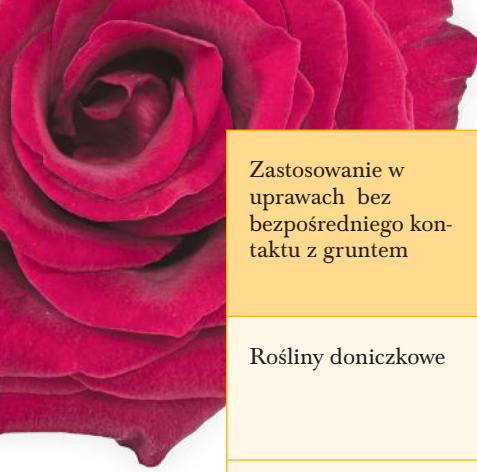 Zastosowanie w
uprawach bez
bezpośredniego kon-
taktu z gruntem
Rośliny doniczkowe